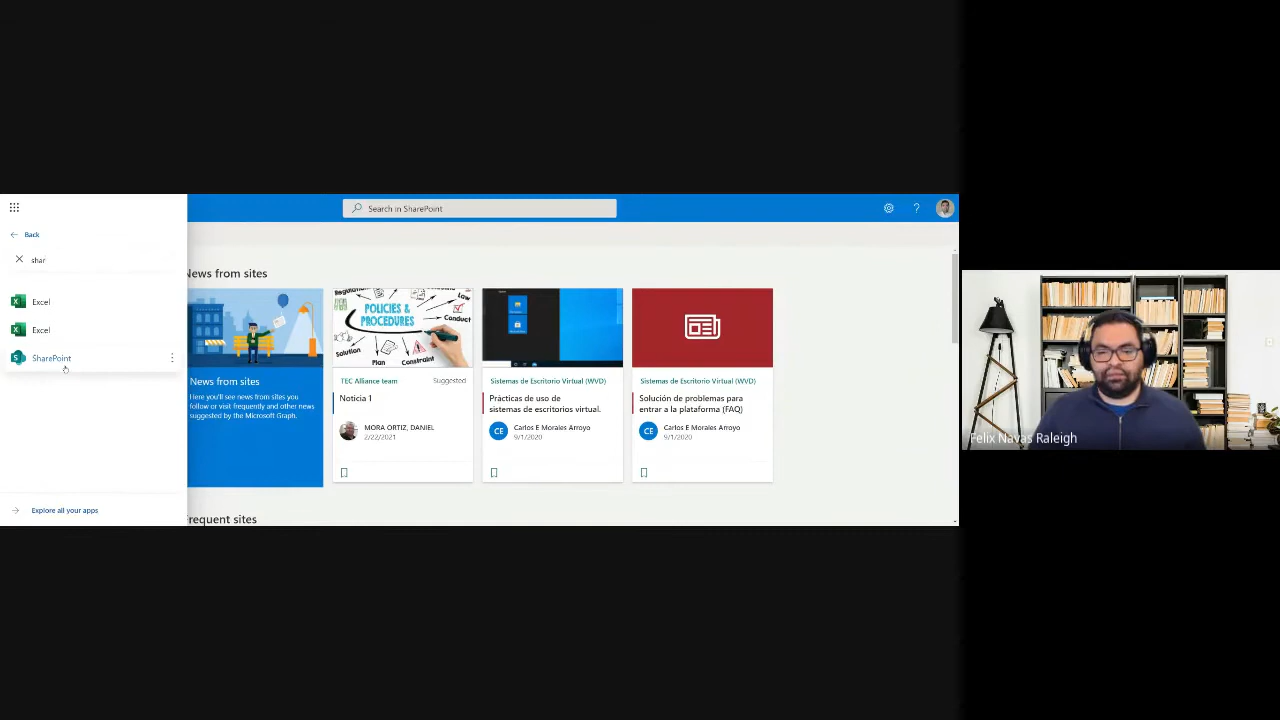 Search in SharePoint
?
Back
shar
Excel
Excel
SharePoint
Explore all your apps
News from sites
News from sites
Here you'll see news from sites you
follow or visit frequently and other news
suggested by the Microsoft Graph.
POLICIES &
PROCEDURES
Law
Conduct
Constraint
Plan
Solution
TEC Alliance team
Suggested
Noticia 1
MORA ORTIZ, DANIEL
2/22/2021
Sistemas de Escritorio Virtual (WVD)
Prácticas de uso de
sistemas de escritorios virtual.
CE
Carlos E Morales Arroyo
9/1/2020
Sistemas de Escritorio Virtual (WVD)
Solución de problemas para
entrar a la plataforma (FAQ)
CE
Carlos E Morales Arroyo
9/1/2020
Frequent sites
Felix Navas Raleigh